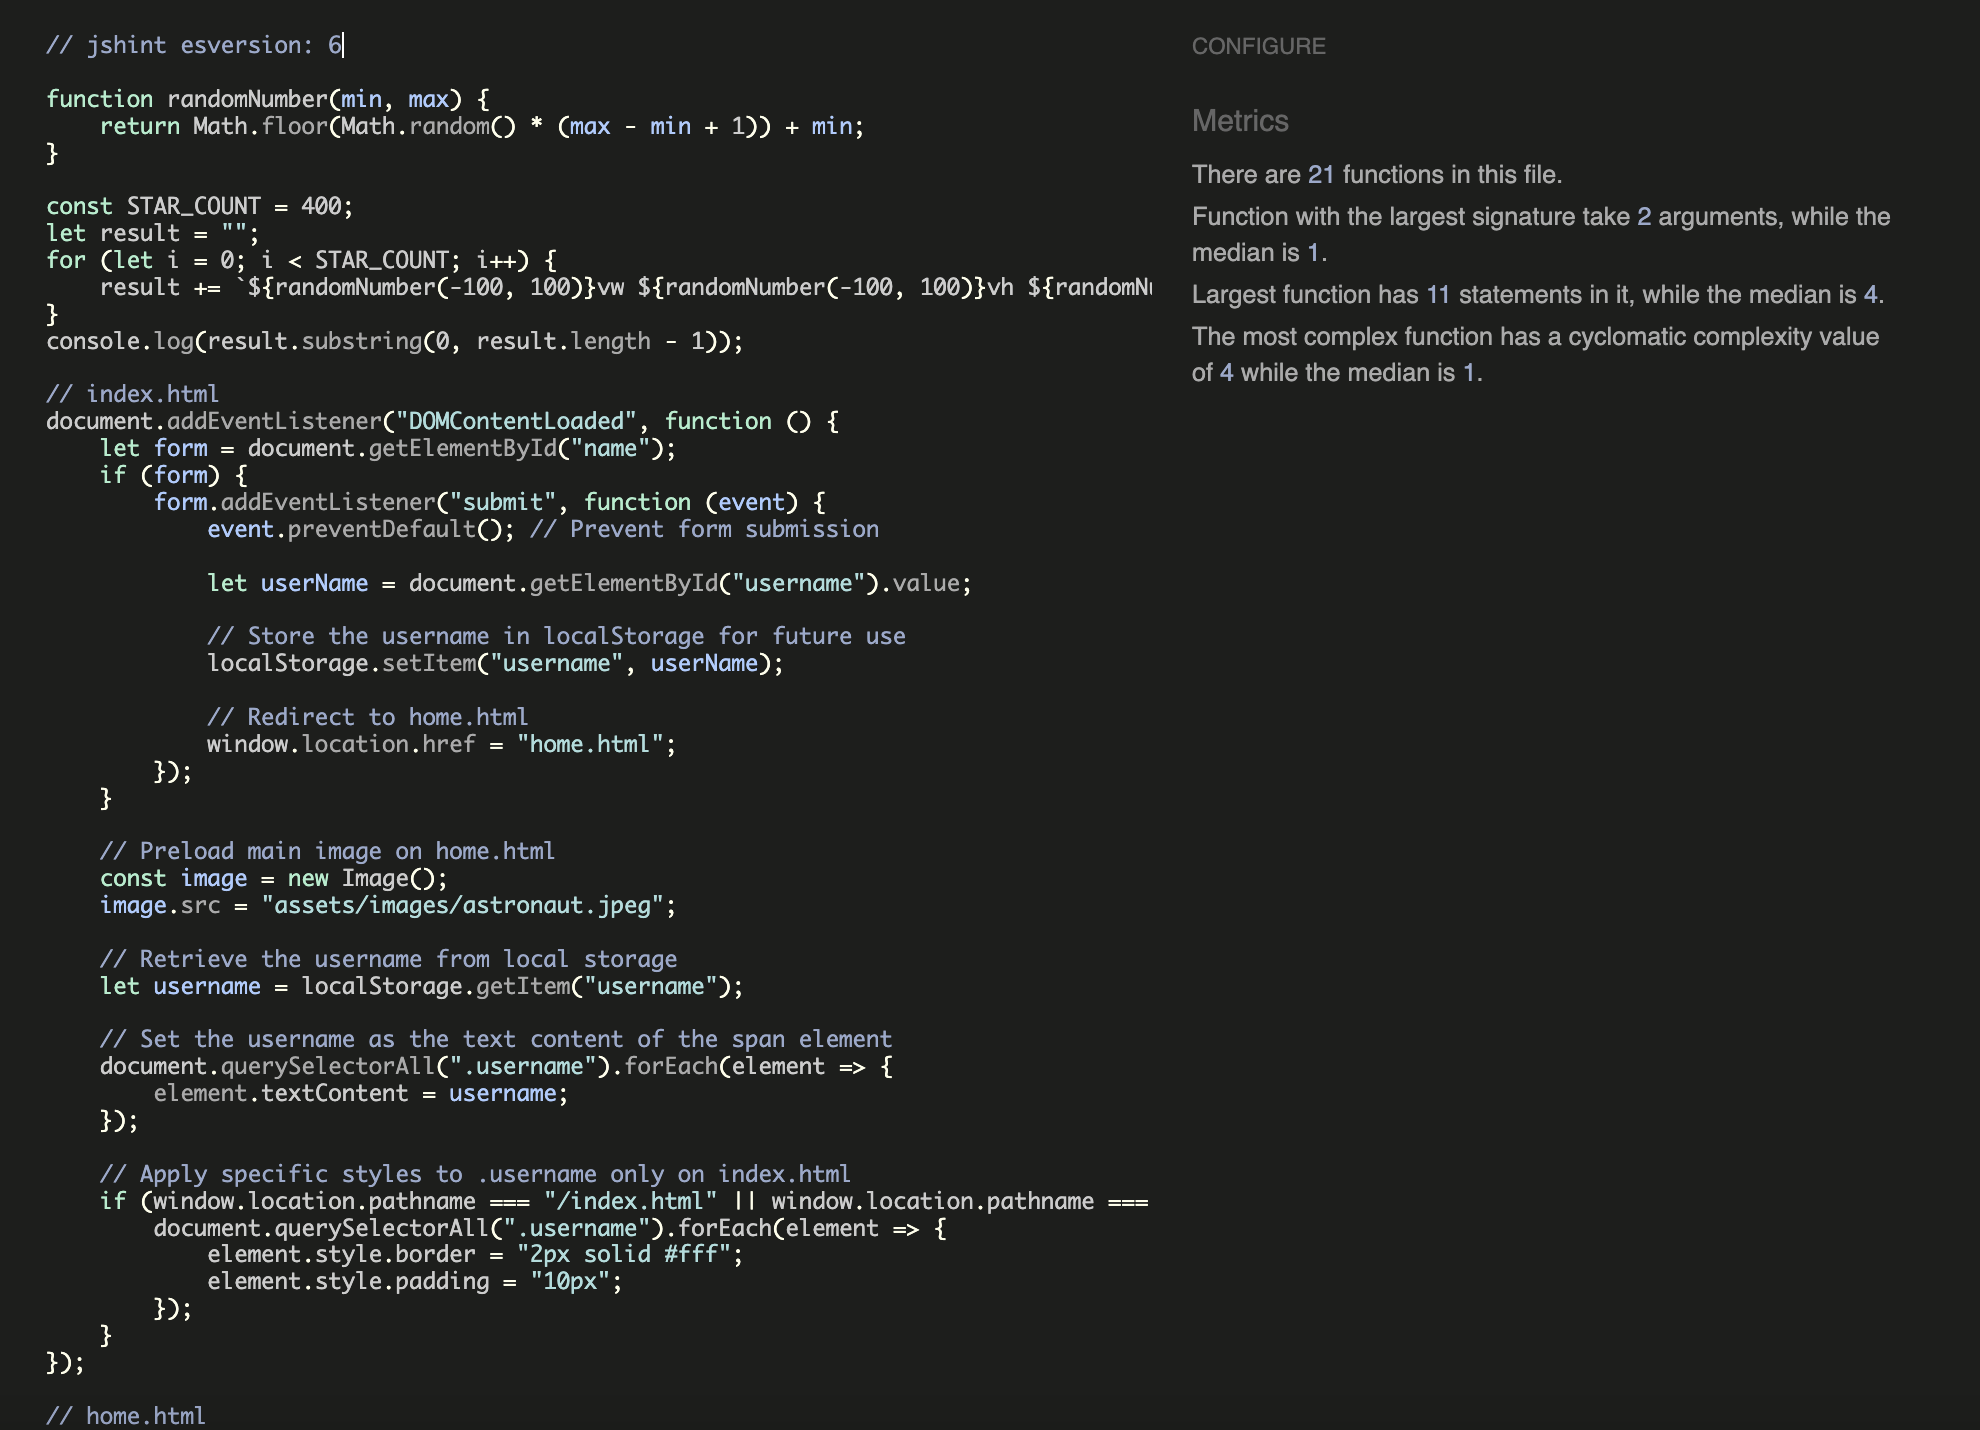 // jshint esversion: 6
function randomNumber(min, max) {
    return Math.floor(Math.random() * (max - min + 1)) + min;
}
const STAR_COUNT = 400;
let result = "";
for (let i = 0; i < STAR_COUNT; i++) {
    result += `${randomNumber(-100, 100)}vw ${randomNumber(-100, 100)}vh ${randomNu
}
console.log(result.substring(0, result.length - 1));
// index.html
document.addEventListener("DOMContentLoaded", function () {
    let form = document.getElementById("name");
    if (form) {
        form.addEventListener("submit", function (event) {
            event.preventDefault(); // Prevent form submission
            let userName = document.getElementById("username").value;
            // Store the username in localStorage for future use
            localStorage.setItem("username", userName);
            // Redirect to home.html
            window.location.href = "home.html";
        });
    }
    // Preload main image on home.html
    const image = new Image();
    image.src = "assets/images/astronaut.jpeg";
    // Retrieve the username from local storage
    let username = localStorage.getItem("username");
    // Set the username as the text content of the span element
    document.querySelectorAll(".username").forEach(element => {
        element.textContent = username;
    });
    // Apply specific styles to .username only on index.html
    if (window.location.pathname === "/index.html" || window.location.pathname ===
        document.querySelectorAll(".username").forEach(element => {
            element.style.border = "2px solid #fff";
            element.style.padding = "10px";
        });
    }
});
// home.html
CONFIGURE
Metrics
There are 21 functions in this file.
Function with the largest signature take 2 arguments, while the
median is 1.
Largest function has 11 statements in it, while the median is 4.
The most complex function has a cyclomatic complexity value
of 4 while the median is 1.